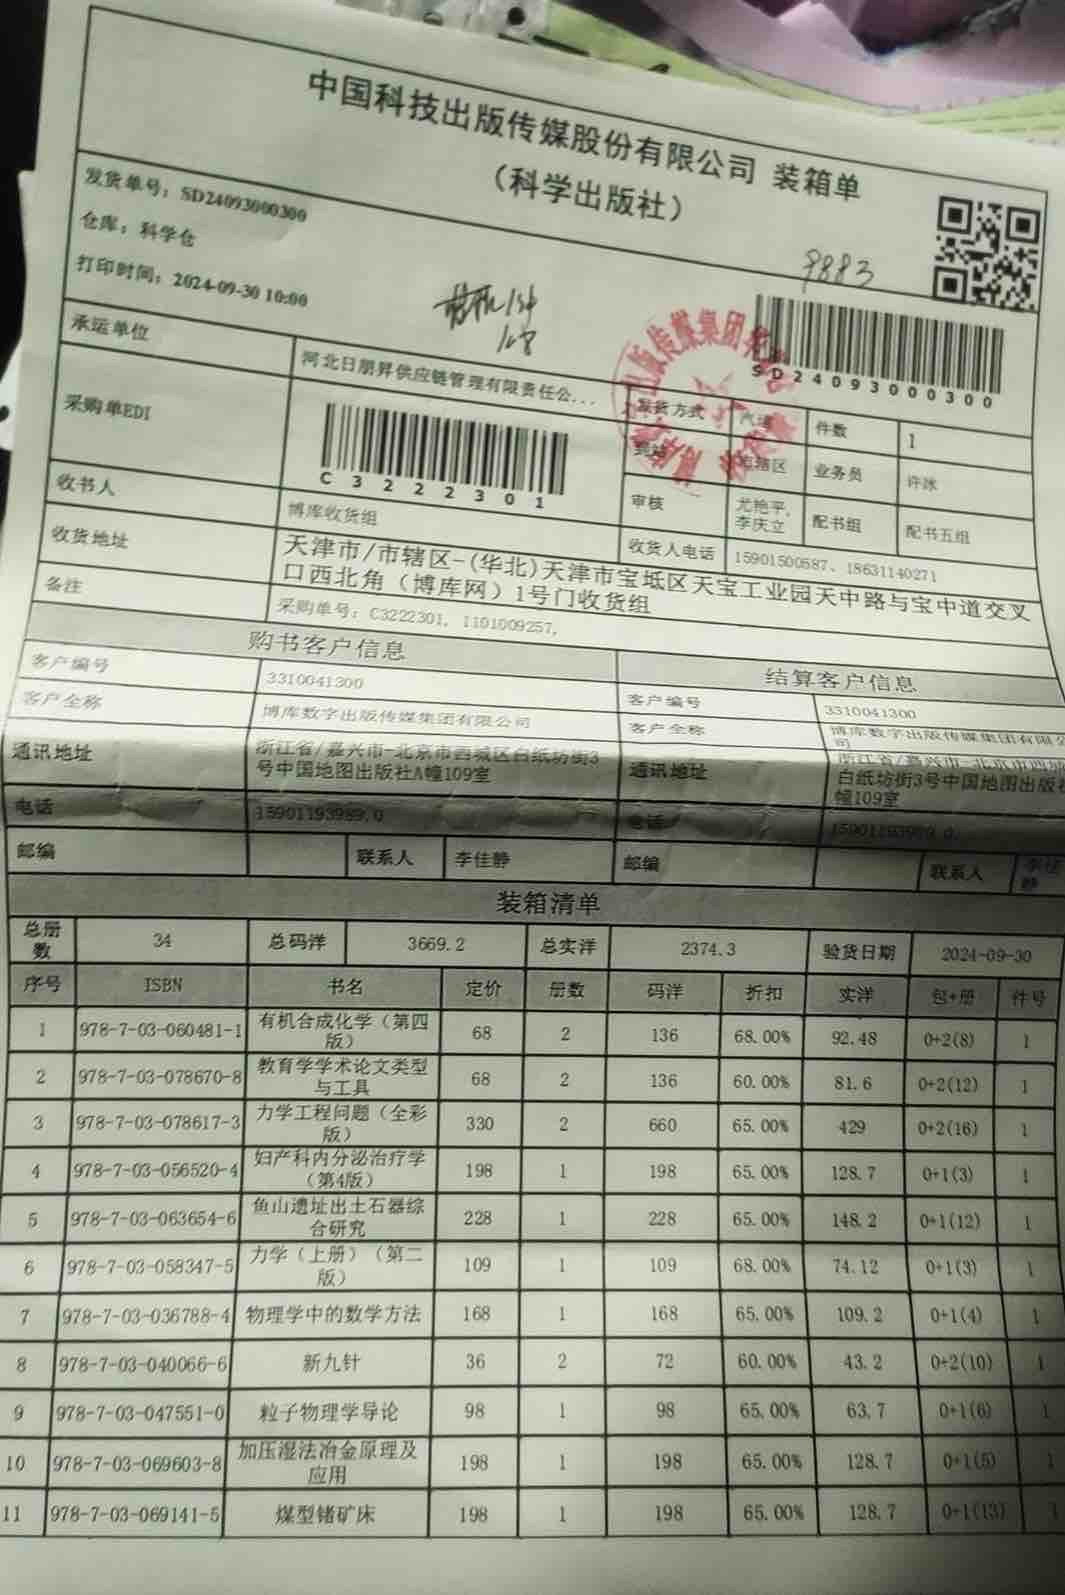 中国科技出版传媒股份有限公司 装箱单
（科学出版社）
发货单号：SD24093000300
仓库：科学仓
打印时间：2024-09-30 10:00
9883
SD24093000300
承运单位 河北日朋昇供应链管理有限责任公... 发货方式 汽运 件数 1
采购单EDI C3222301 到站 市辖区 业务员 许冰
收书人 博库收货组 审核 尤艳平,李庆立 配书组 配书五组
收货地址 天津市/市辖区-(华北)天津市宝坻区天宝工业园天中路与宝中道交叉
口西北角（博库网）1号门收货组
收货人电话 15901500587、18631140271
备注 采购单号：C3222301, 1101009257,
购书客户信息 结算客户信息
客户编号 3310041300 客户编号 3310041300
客户全称 博库数字出版传媒集团有限公司 客户全称 博库数字出版传媒集团有限公司
通讯地址 浙江省/嘉兴市-北京市西城区白纸坊街3 通讯地址
号中国地图出版社A幢109室 白纸坊街3号中国地图出版社
幢109室
电话 15901193989.0 电话 15901193989.0
邮编 联系人 李佳静 邮编 联系人 李佳静
装箱清单
总册数 34 总码洋 3669.2 总实洋 2374.3 验货日期 2024-09-30
序号 ISBN 书名 定价 册数 码洋 折扣 实洋 包+册 件号
1 978-7-03-060481-1 有机合成化学（第四版） 68 2 136 68.00% 92.48 0+2(8) 1
2 978-7-03-078670-8 教育学学术论文类型与工具 68 2 136 60.00% 81.6 0+2(12) 1
3 978-7-03-078617-3 力学工程问题（全彩版） 330 2 660 65.00% 429 0+2(16) 1
4 978-7-03-056520-4 妇产科内分泌治疗学（第4版） 198 1 198 65.00% 128.7 0+1(3) 1
5 978-7-03-063654-6 鱼山遗址出土石器综合研究 228 1 228 65.00% 148.2 0+1(12) 1
6 978-7-03-058347-5 力学（上册）（第二版） 109 1 109 68.00% 74.12 0+1(3) 1
7 978-7-03-036788-4 物理学中的数学方法 168 1 168 65.00% 109.2 0+1(4) 1
8 978-7-03-040066-6 新九针 36 2 72 60.00% 43.2 0+2(10) 1
9 978-7-03-047551-0 粒子物理学导论 98 1 98 65.00% 63.7 0+1(6) 1
10 978-7-03-069603-8 加压湿法冶金原理及应用 198 1 198 65.00% 128.7 0+1(5) 1
11 978-7-03-069141-5 煤型锗矿床 198 1 198 65.00% 128.7 0+1(13) 1